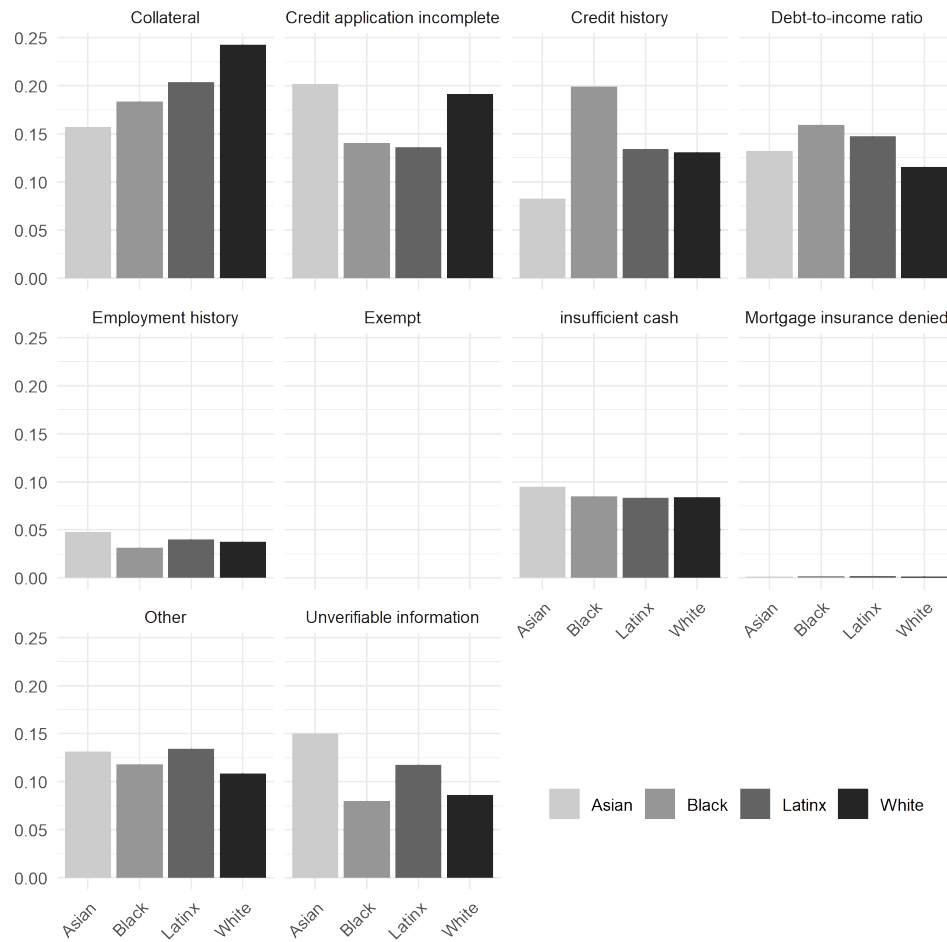 Collateral
Credit application incomplete
Credit history
Debt-to-income ratio
0.25
0.20
0.15
0.10
0.05
0.00
Employment history
Exempt
insufficient cash
Mortgage insurance denied
0.25
0.20
0.15
0.10
0.05
0.00
Asian
Black
Latinx
White
Asian
Black
Latinx
White
Other
Unverifiable information
0.25
0.20
0.15
0.10
0.05
0.00
Asian
Black
Latinx
White
Asian
Black
Latinx
White
Asian
Black
Latinx
White